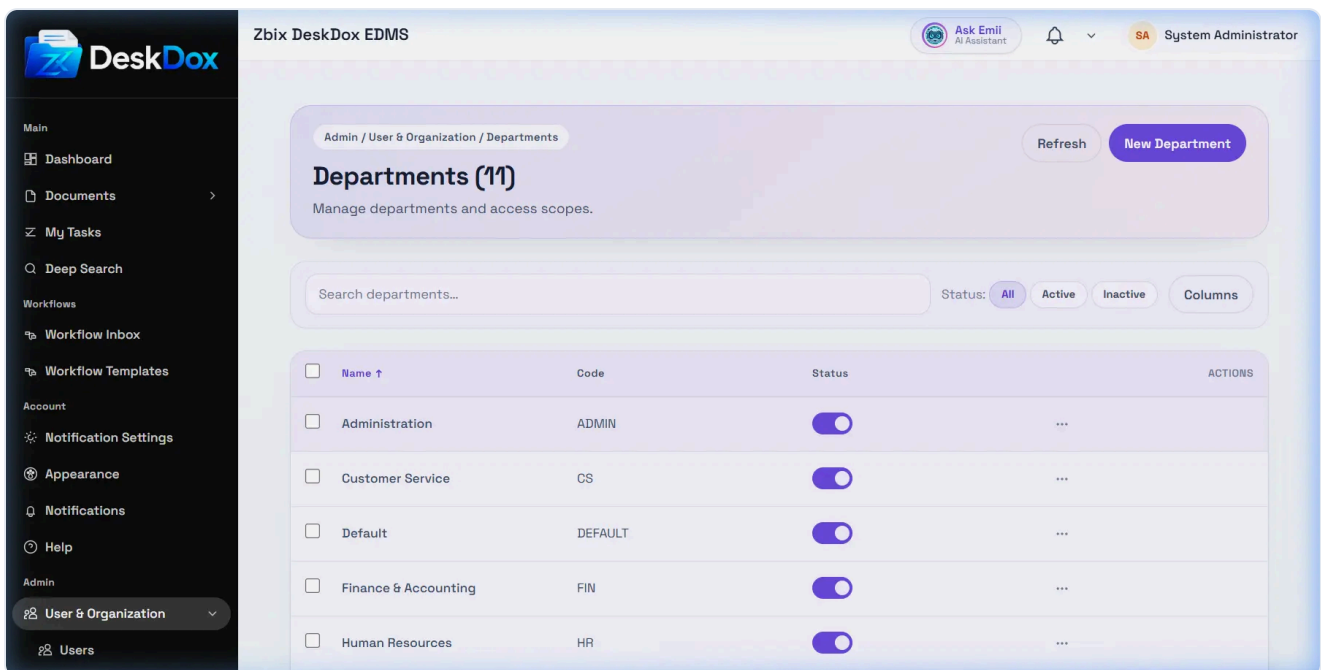 DeskDox
Zbix DeskDox EDMS
Ask Emii
AI Assistant
SA
System Administrator
Main
Dashboard
Documents
My Tasks
Deep Search
Workflows
Workflow Inbox
Workflow Templates
Account
Notification Settings
Appearance
Notifications
Help
Admin
User & Organization
Users
Admin / User & Organization / Departments
Refresh
New Department
Departments (11)
Manage departments and access scopes.
Search departments...
Status: All Active Inactive
Columns
Name ↑ Code Status ACTIONS
Administration ADMIN ...
Customer Service CS ...
Default DEFAULT ...
Finance & Accounting FIN ...
Human Resources HR ...